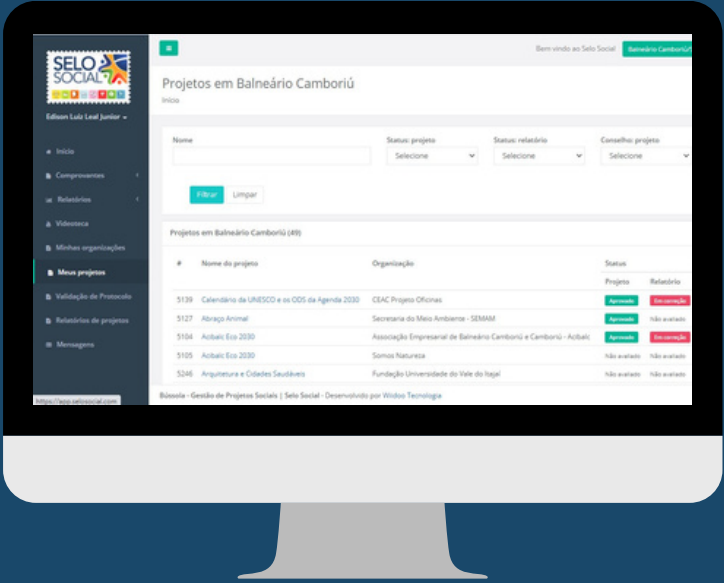 SELO
SOCIAL
Edison Luiz Leal Junior
Início
Comprovantes
Relatórios
Videoteca
Minhas organizações
Meus projetos
Validação de Protocolo
Relatórios de projetos
Mensagens
https://app.selosocial.com
Bem vindo ao Selo Social
Balneário Camboriú/
Projetos em Balneário Camboriú
Início
Nome
Status: projeto
Status: relatório
Conselho: projeto
Selecione
Selecione
Selecione
Filtrar
Limpar
Projetos em Balneário Camboriú (49)
# Nome do projeto Organização Status
Projeto Relatório
5139 Calendário da UNESCO e os ODS da Agenda 2030 CEAC Projeto Oficinas Aprovado Em correção
5127 Abraço Animal Secretaria do Meio Ambiente - SEMAM Aprovado Não avaliado
5104 Acibalc Eco 2030 Associação Empresarial de Balneário Camboriú e Camboriú - Acibalc Aprovado Em correção
5105 Acibalc Eco 2030 Somos Natureza Não avaliado Não avaliado
5246 Arquitetura e Cidades Saudáveis Fundação Universidade do Vale do Itajaí Não avaliado Não avaliado
Bússola - Gestão de Projetos Sociais | Selo Social - Desenvolvido por Wiidoo Tecnologia